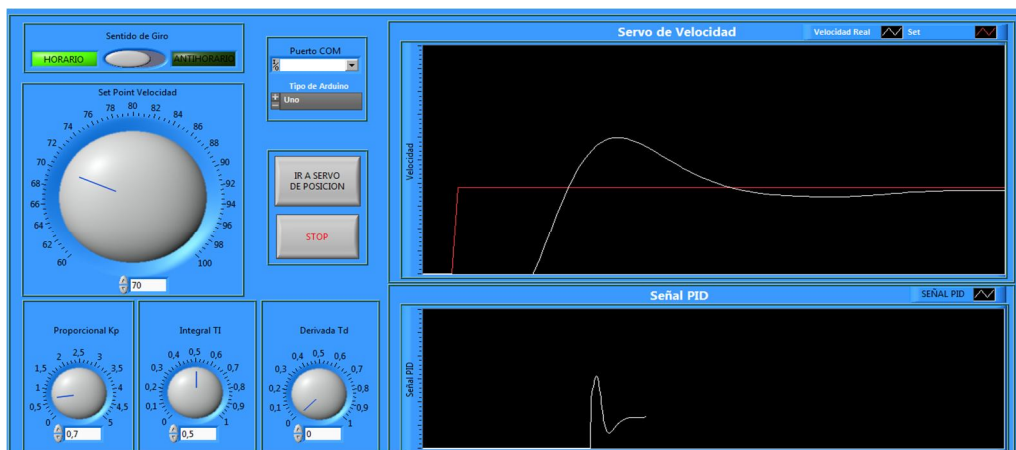 Sentido de Giro
HORARIO
ANTIHORARIO
Set Point Velocidad
60 62 64 66 68 70 72 74 76 78 80 82 84 86 88 90 92 94 96 98 100
70
Puerto COM
Tipo de Arduino
Uno
IR A SERVO
DE POSICION
STOP
Servo de Velocidad
Velocidad Real
Set
Velocidad
Proporcional Kp
0 0,5 1 1,5 2 2,5 3 3,5 4 4,5 5
0,7
Integral TI
0 0,1 0,2 0,3 0,4 0,5 0,6 0,7 0,8 0,9 1
0,5
Derivada Td
0 0,1 0,2 0,3 0,4 0,5 0,6 0,7 0,8 0,9 1
0
Señal PID
SEÑAL PID
Señal PID